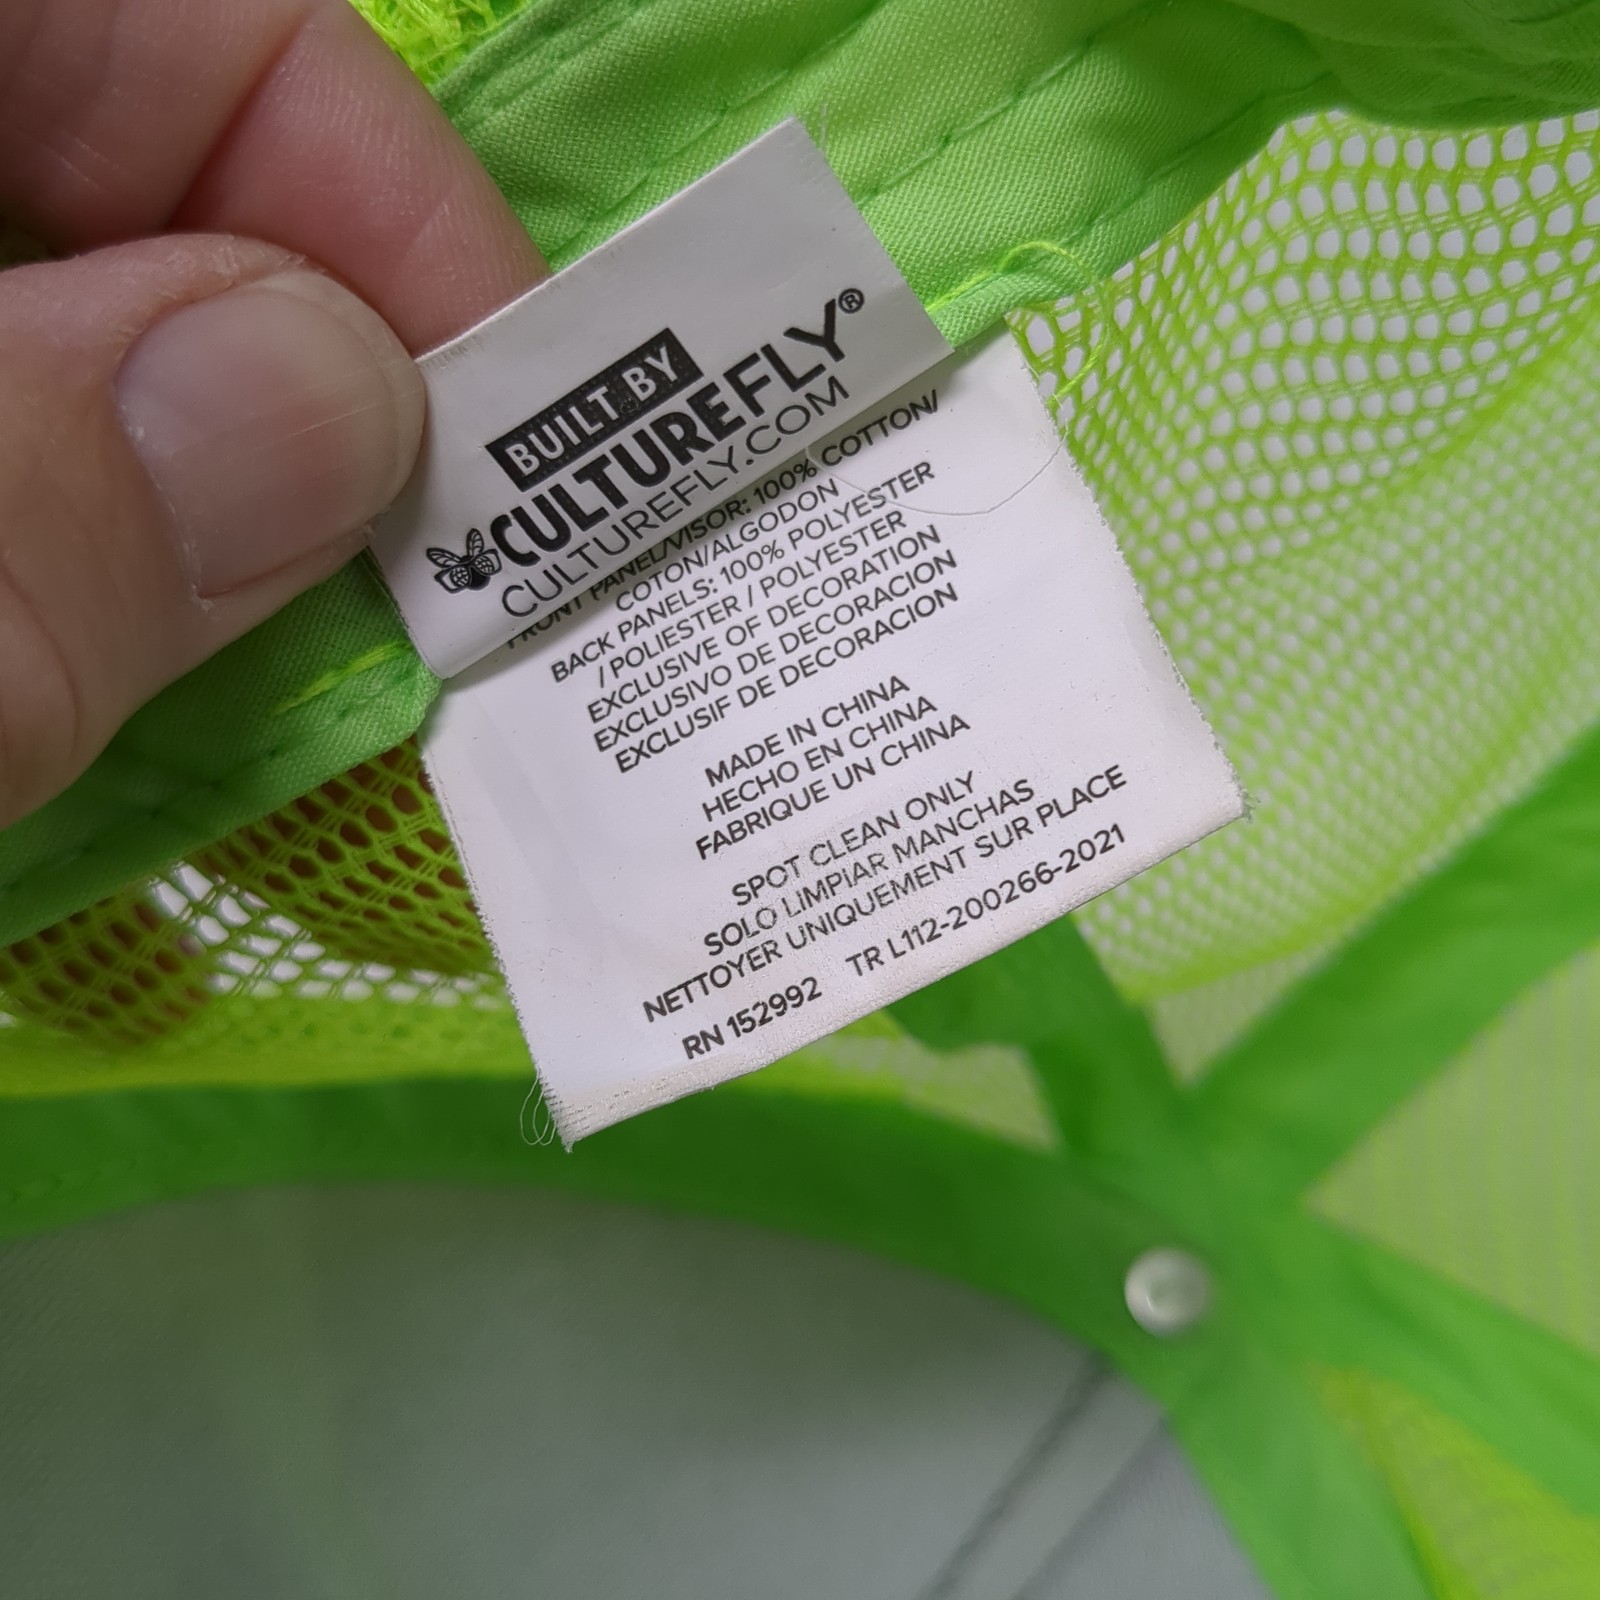 BUILT BY
CULTUREFLY®
CULTUREFLY.COM
FRONT PANEL/VISOR: 100% COTTON/
COTON/ALGODON
BACK PANELS: 100% POLYESTER
/POLIESTER / POLYESTER
EXCLUSIVE OF DECORATION
EXCLUSIVO DE DECORACION
EXCLUSIF DE DECORACION
MADE IN CHINA
HECHO EN CHINA
FABRIQUE UN CHINA
SPOT CLEAN ONLY
SOLO LIMPIAR MANCHAS
NETTOYER UNIQUEMENT SUR PLACE
RN 152992 TR L112-200266-2021